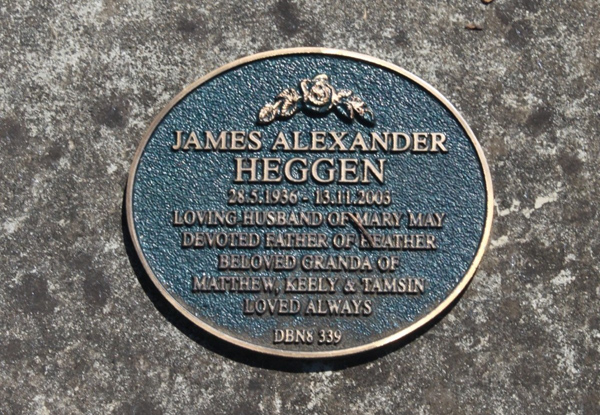 JAMES ALEXANDER
HEGGEN
28.5.1936 - 13.11.2003
LOVING HUSBAND OF MARY MAY
DEVOTED FATHER OF HEATHER
BELOVED GRANDA OF
MATTHEW, KEELY & TAMSIN
LOVED ALWAYS
DBN8 339